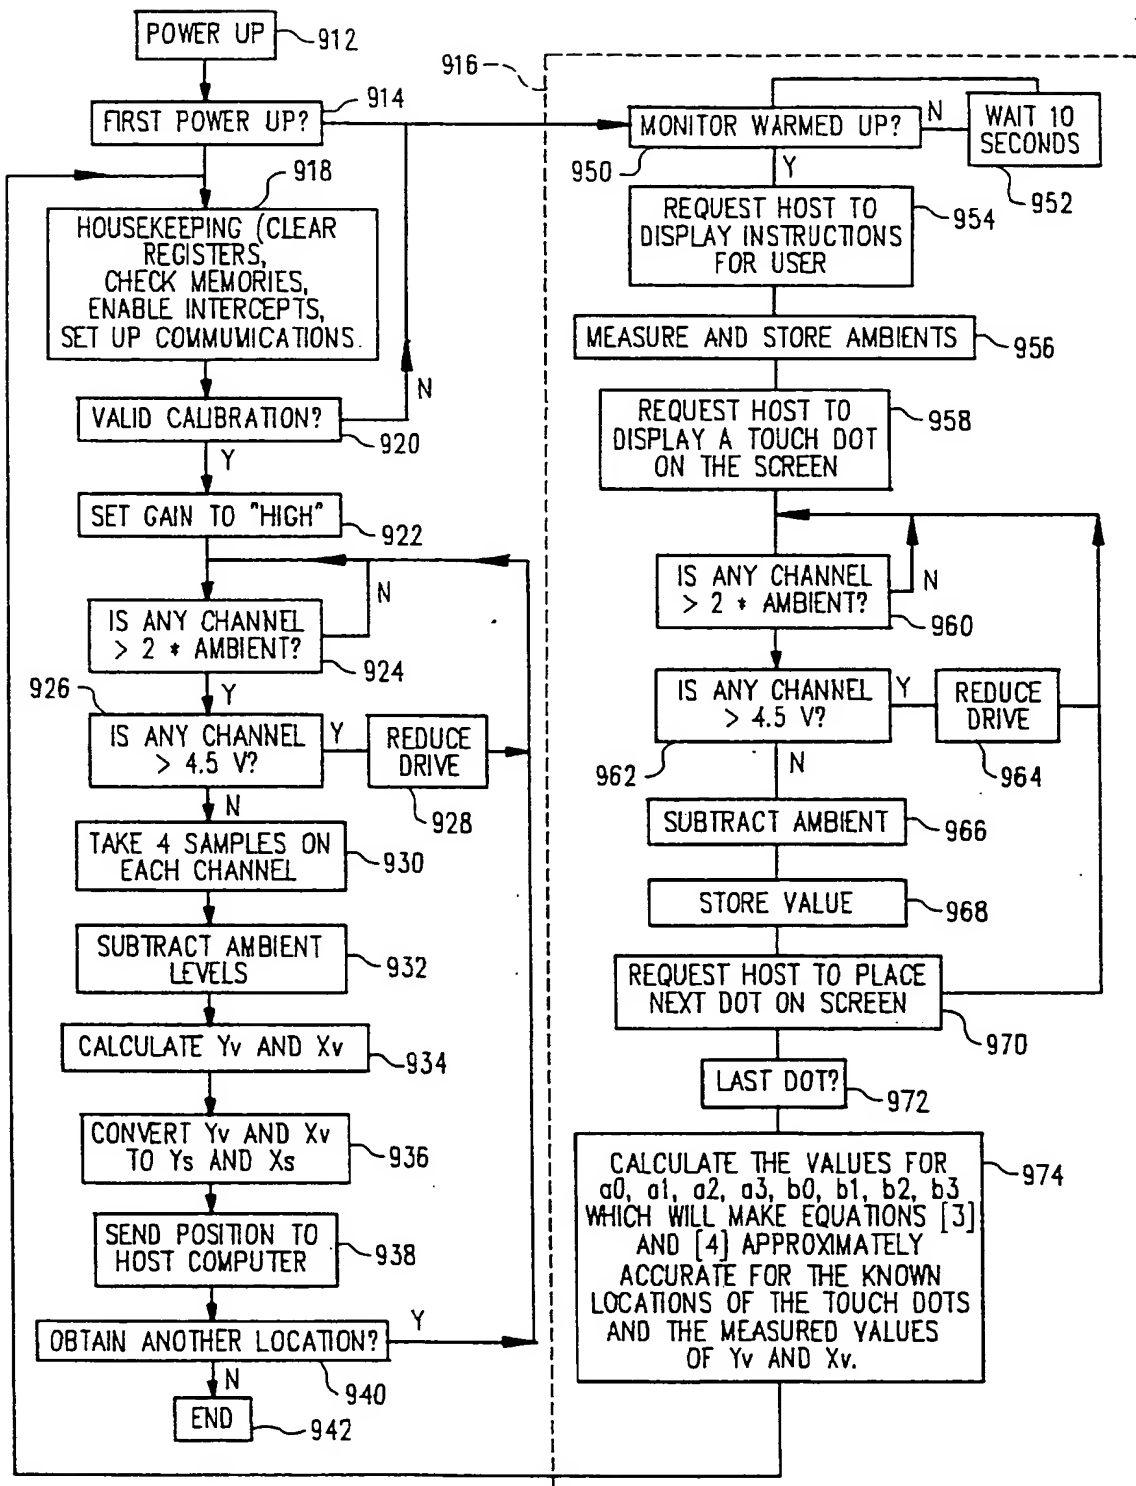 POWER UP
912
914
FIRST POWER UP?
918
HOUSEKEEPING (CLEAR
REGISTERS,
CHECK MEMORIES,
ENABLE INTERCEPTS,
SET UP COMMUMICATIONS.
N
VALID CALIBRATION?
920
Y
SET GAIN TO "HIGH"
922
N
IS ANY CHANNEL
> 2 * AMBIENT?
924
926
Y
IS ANY CHANNEL
> 4.5 V?
Y
REDUCE
DRIVE
928
N
TAKE 4 SAMPLES ON
EACH CHANNEL
930
SUBTRACT AMBIENT
LEVELS
932
CALCULATE Yv AND Xv
934
CONVERT Yv AND Xv
TO Ys AND Xs
936
SEND POSITION TO
HOST COMPUTER
938
OBTAIN ANOTHER LOCATION?
Y
940
N
END
942
916
MONITOR WARMED UP?
N
WAIT 10
SECONDS
950
952
Y
REQUEST HOST TO
DISPLAY INSTRUCTIONS
FOR USER
954
MEASURE AND STORE AMBIENTS
956
REQUEST HOST TO
DISPLAY A TOUCH DOT
ON THE SCREEN
958
IS ANY CHANNEL
> 2 * AMBIENT?
N
960
IS ANY CHANNEL
> 4.5 V?
Y
REDUCE
DRIVE
962
964
N
SUBTRACT AMBIENT
966
STORE VALUE
968
REQUEST HOST TO PLACE
NEXT DOT ON SCREEN
970
LAST DOT?
972
CALCULATE THE VALUES FOR
a0, a1, a2, a3, b0, b1, b2, b3
WHICH WILL MAKE EQUATIONS [3]
AND [4] APPROXIMATELY
ACCURATE FOR THE KNOWN
LOCATIONS OF THE TOUCH DOTS
AND THE MEASURED VALUES
OF Yv AND Xv.
974